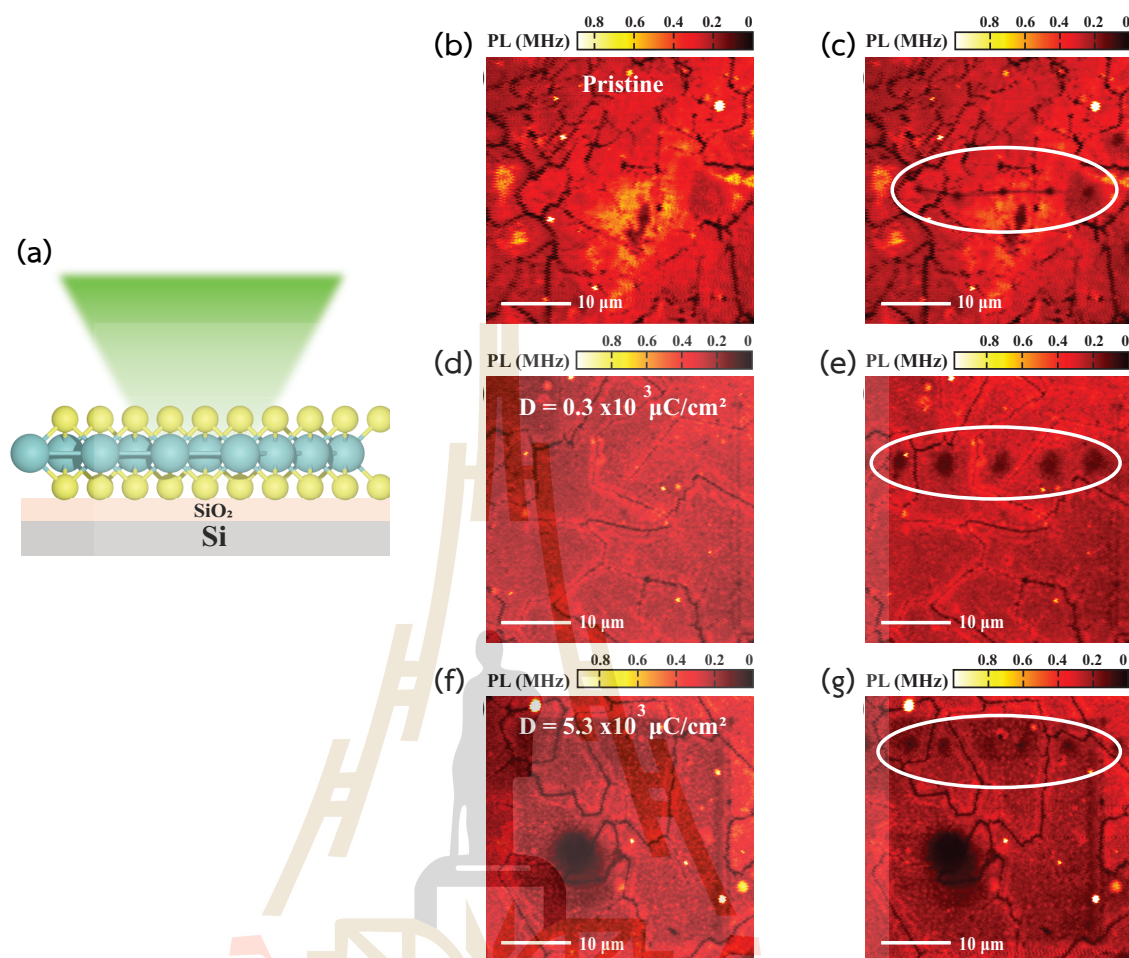 (a)
SiO₂
Si
(b) PL (MHz) 0.8 0.6 0.4 0.2 0
Pristine
10 μm
(c) PL (MHz) 0.8 0.6 0.4 0.2 0
10 μm
(d) PL (MHz) 0.8 0.6 0.4 0.2 0
D = 0.3 x10³ μC/cm²
10 μm
(e) PL (MHz) 0.8 0.6 0.4 0.2 0
10 μm
(f) PL (MHz) 0.8 0.6 0.4 0.2 0
D = 5.3 x10³ μC/cm²
10 μm
(g) PL (MHz) 0.8 0.6 0.4 0.2 0
10 μm